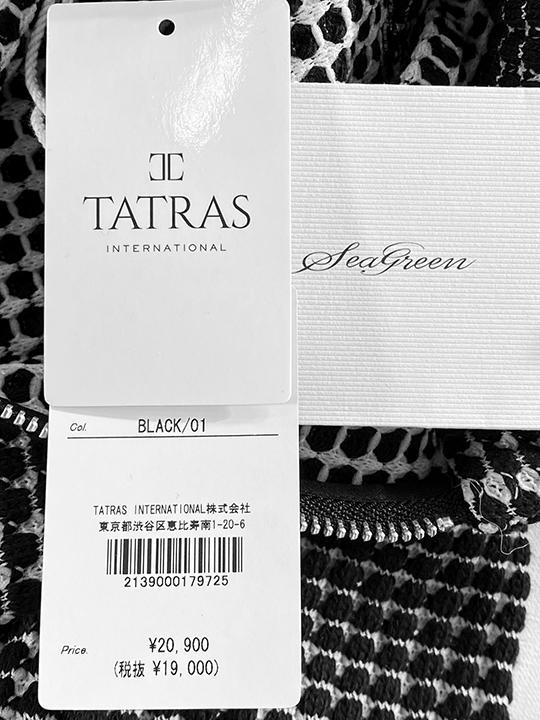 TATRAS
INTERNATIONAL
SeaGreen
Col. BLACK/01
TATRAS INTERNATIONAL株式会社
東京都渋谷区恵比寿南1-20-6
2139000179725
Price. ¥20,900
(税抜 ¥19,000)